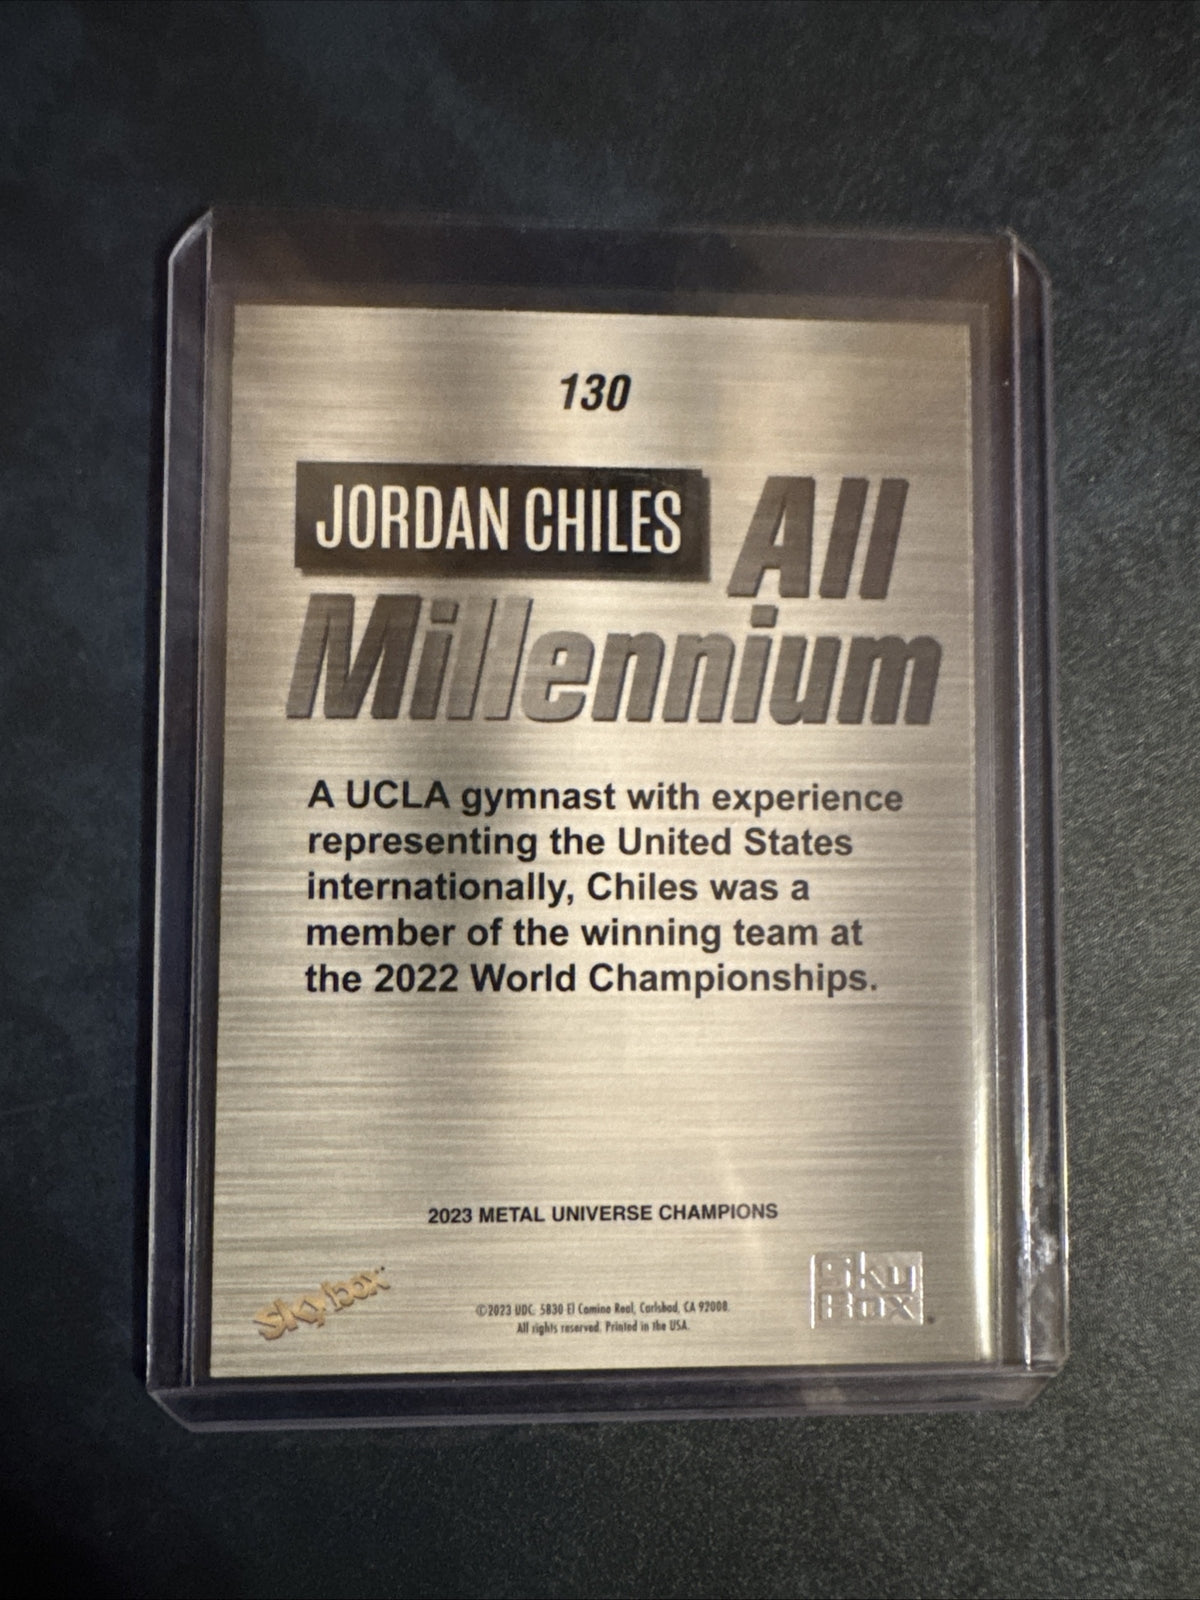 130
JORDAN CHILES All
Millennium
A UCLA gymnast with experience
representing the United States
internationally, Chiles was a
member of the winning team at
the 2022 World Championships.
2023 METAL UNIVERSE CHAMPIONS
Skybox
©2023 UDC. 5830 El Camino Real, Carlsbad, CA 92008.
All rights reserved. Printed in the USA.
Sky
Box